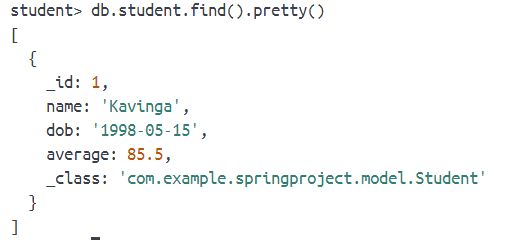 student> db.student.find().pretty()
[
  {
    _id: 1,
    name: 'Kavinga',
    dob: '1998-05-15',
    average: 85.5,
    _class: 'com.example.springproject.model.Student'
  }
]